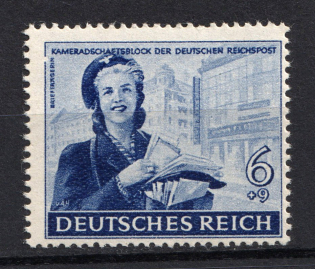 KAMERADSCHAFTSBLOCK DER DEUTSCHEN REICHSPOST
BRIEFTRÄGERIN
6
+9
DEUTSCHES REICH